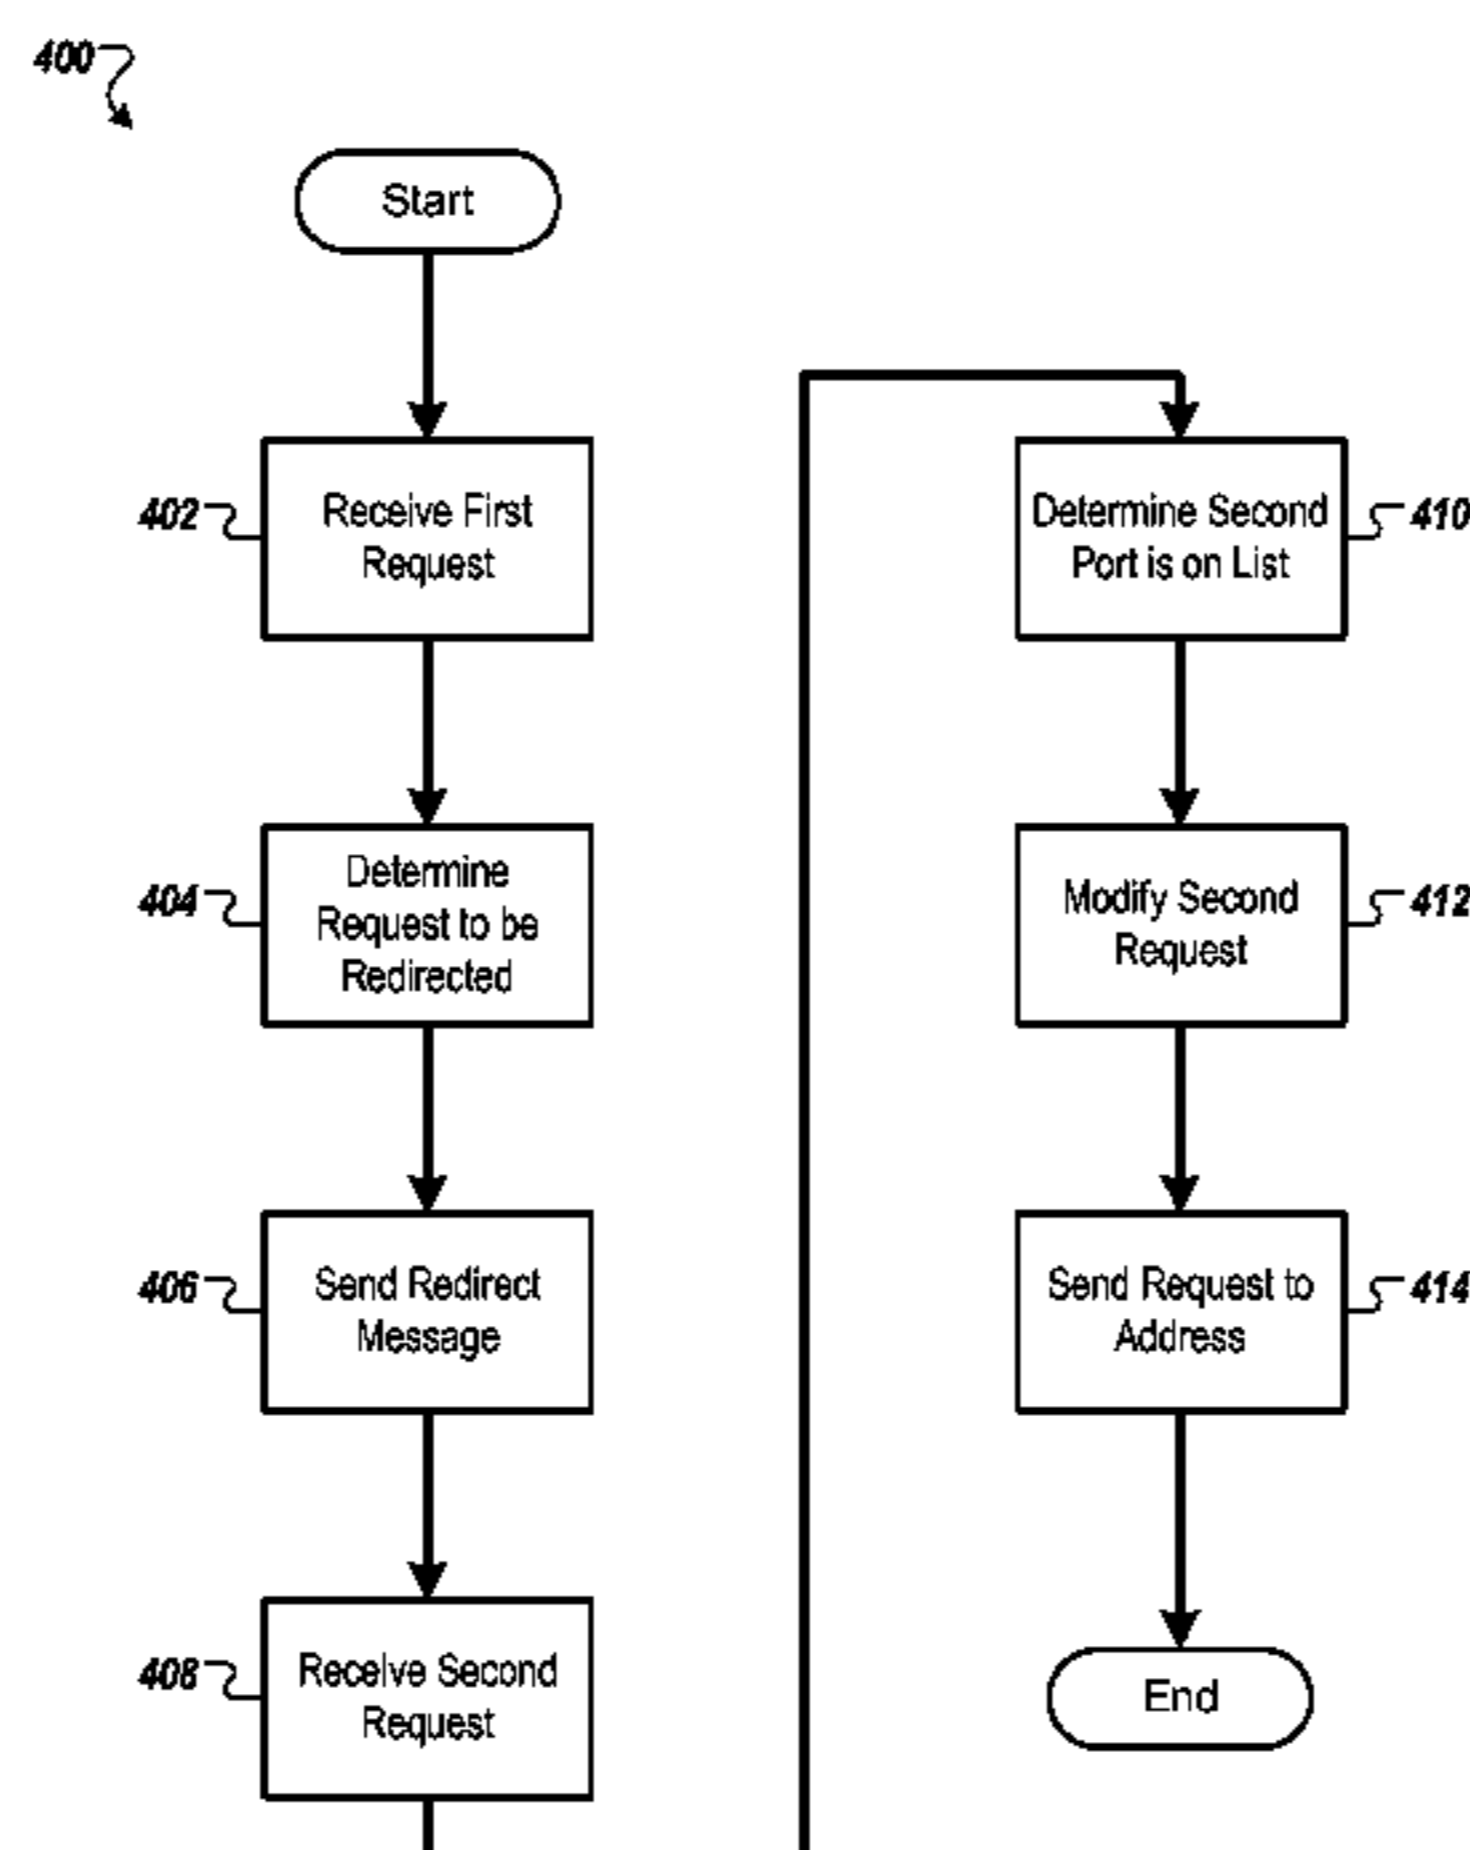 400
Start
402
Receive First
Request
404
Determine
Request to be
Redirected
406
Send Redirect
Message
408
Receive Second
Request
Determine Second
Port is on List
410
Modify Second
Request
412
Send Request to
Address
414
End